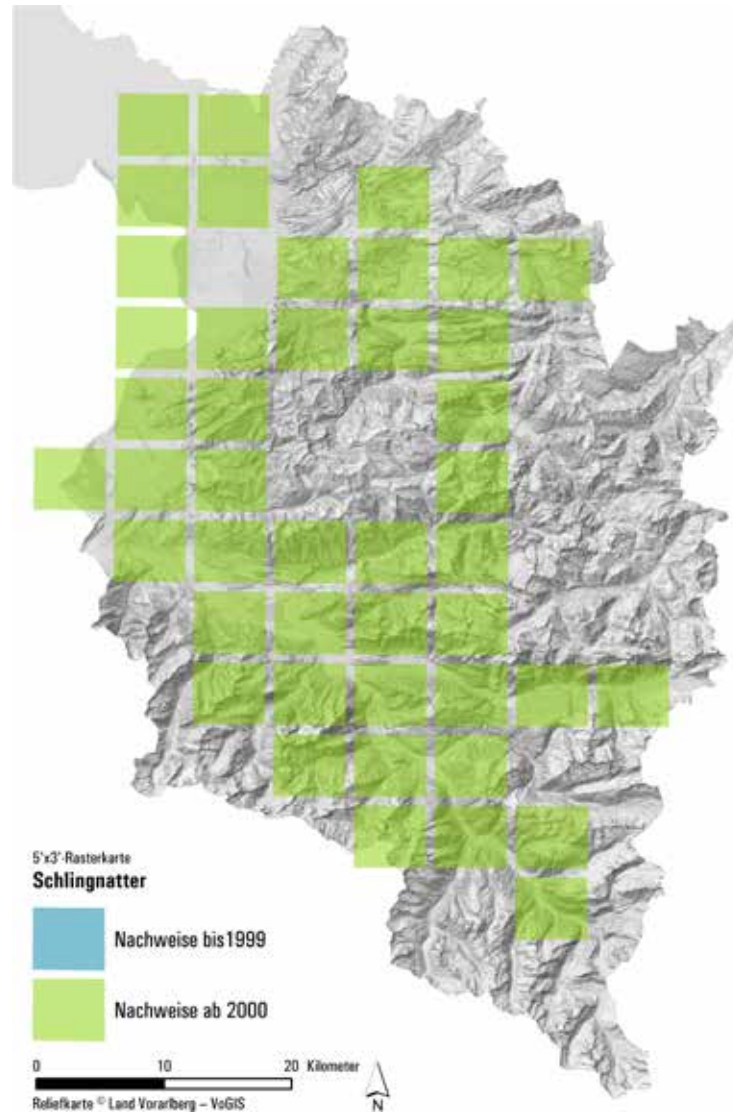 5'x3'-Rasterkarte
Schlingnatter
Nachweise bis1999
Nachweise ab 2000
0 10 20 Kilometer
N
Reliefkarte © Land Vorarlberg – VoGIS